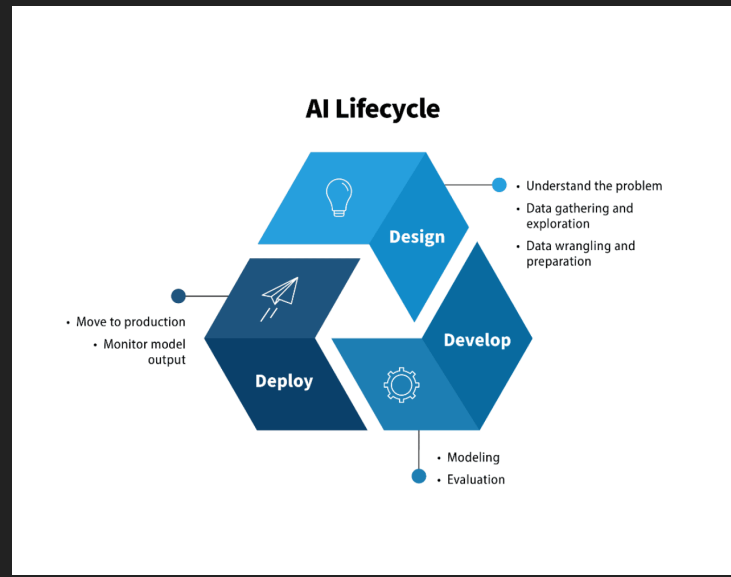 AI Lifecycle
Design
• Understand the problem
• Data gathering and
exploration
• Data wrangling and
preparation
Develop
• Modeling
• Evaluation
Deploy
• Move to production
• Monitor model
output